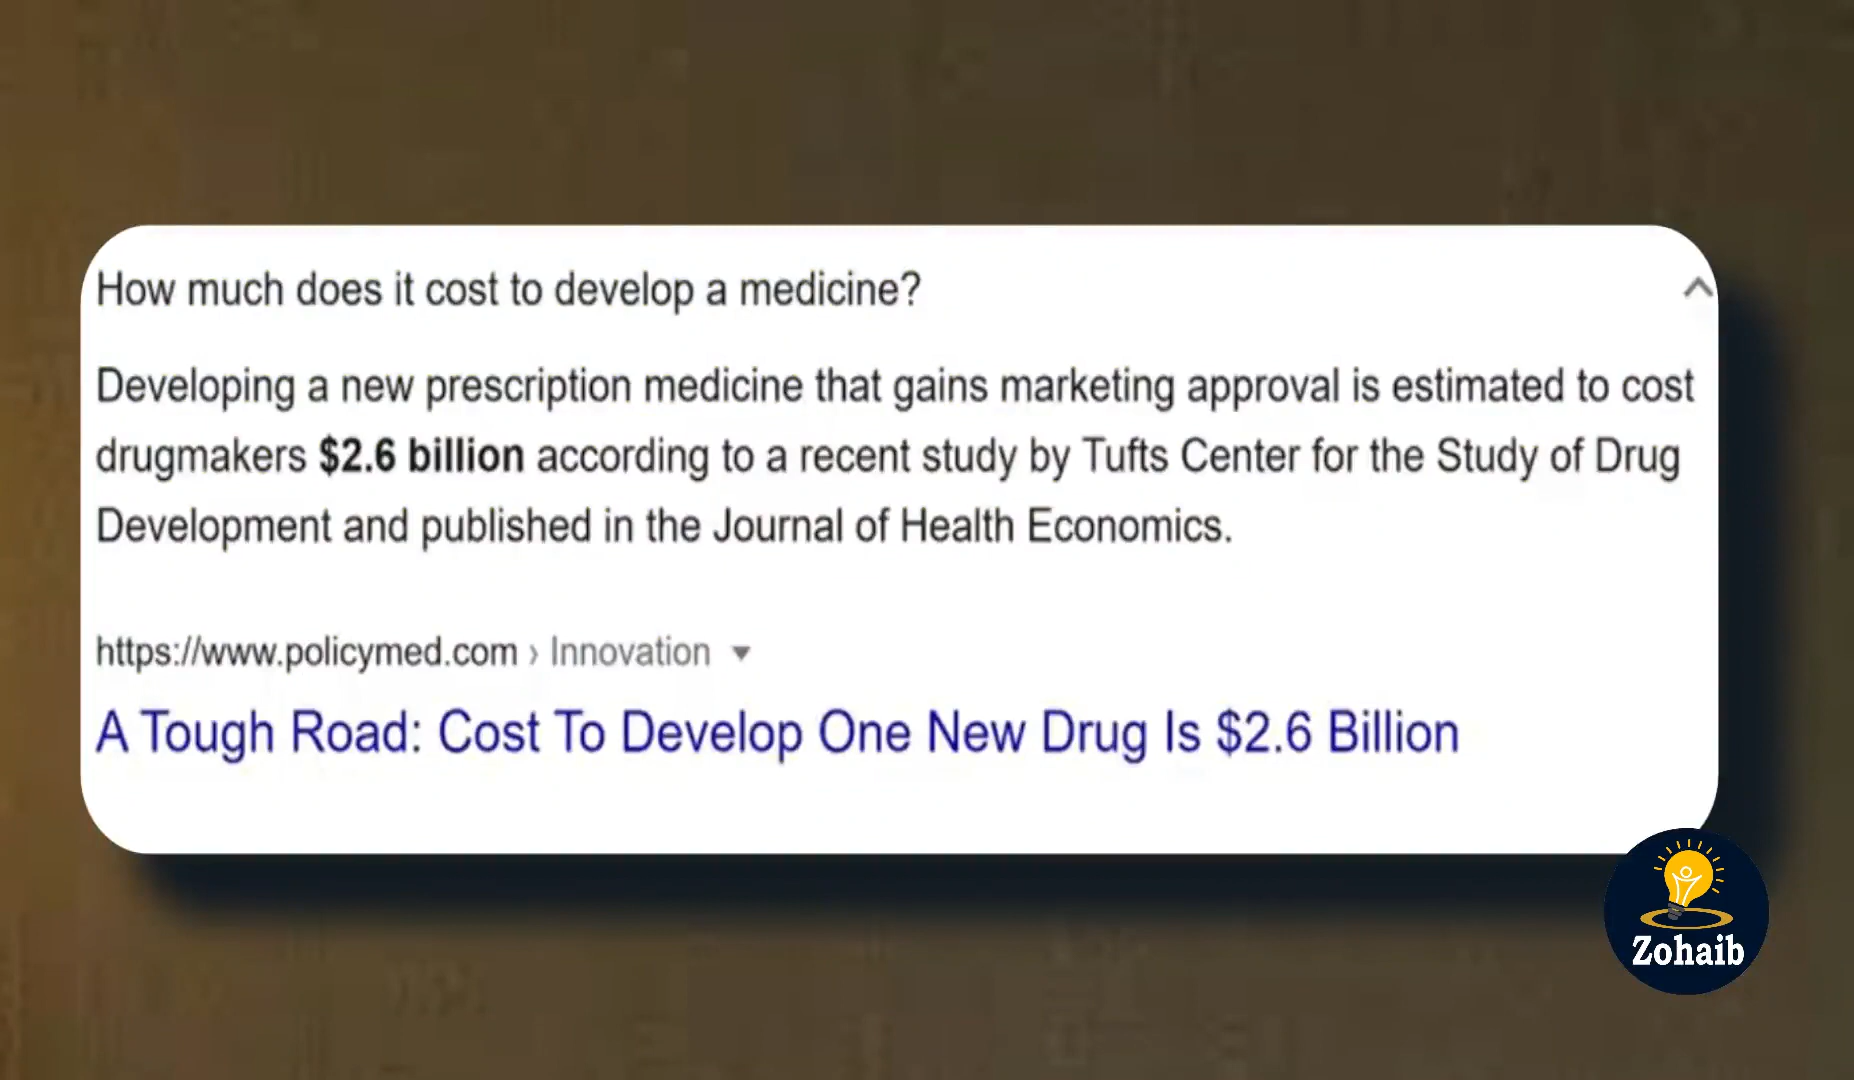 How much does it cost to develop a medicine?
Developing a new prescription medicine that gains marketing approval is estimated to cost
drugmakers $2.6 billion according to a recent study by Tufts Center for the Study of Drug
Development and published in the Journal of Health Economics.
https://www.policymed.com › Innovation
A Tough Road: Cost To Develop One New Drug Is $2.6 Billion
Zohaib